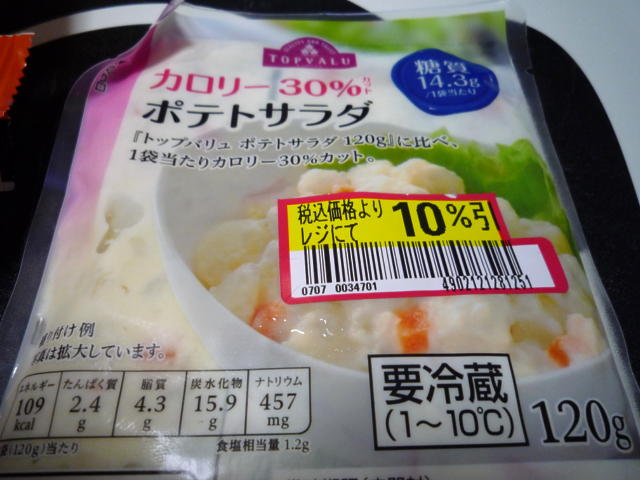 TOPVALU
カロリー30%カット
ポテトサラダ
『トップバリュ ポテトサラダ 120g』に比べ、
1袋当たりカロリー30%カット。
糖質
14.3g
1袋当たり
税込価格より
レジにて
10%引
0707 0034701
4902121281251
盛り付け例
写真は拡大しています。
エネルギー たんぱく質 脂質 炭水化物 ナトリウム
109 kcal 2.4 g 4.3 g 15.9 g 457 mg
(120g)当たり
食塩相当量 1.2g
要冷蔵
(1〜10℃)
120g